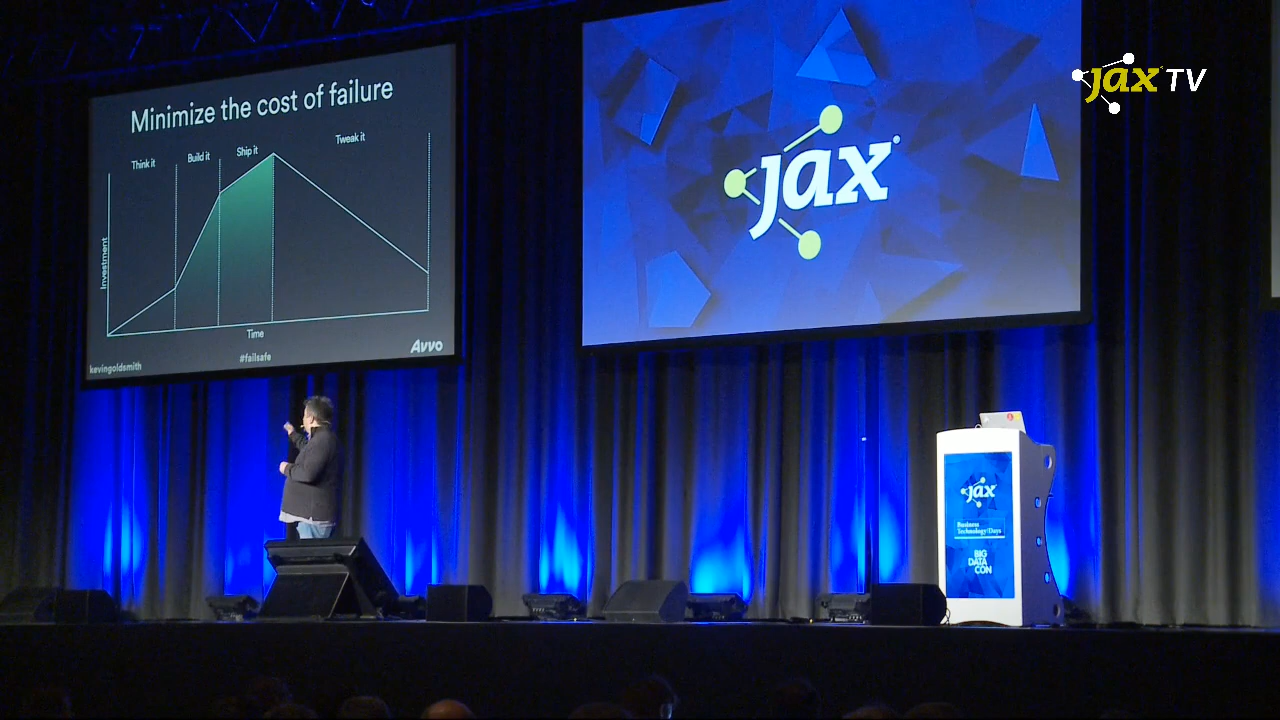 Minimize the cost of failure
Think it
Build it
Ship it
Tweak it
Investment
Time
kevingoldsmith
#failsafe
Avvo
jax
jax TV
jax
Business
Technology Days
BIG
DATA
CON